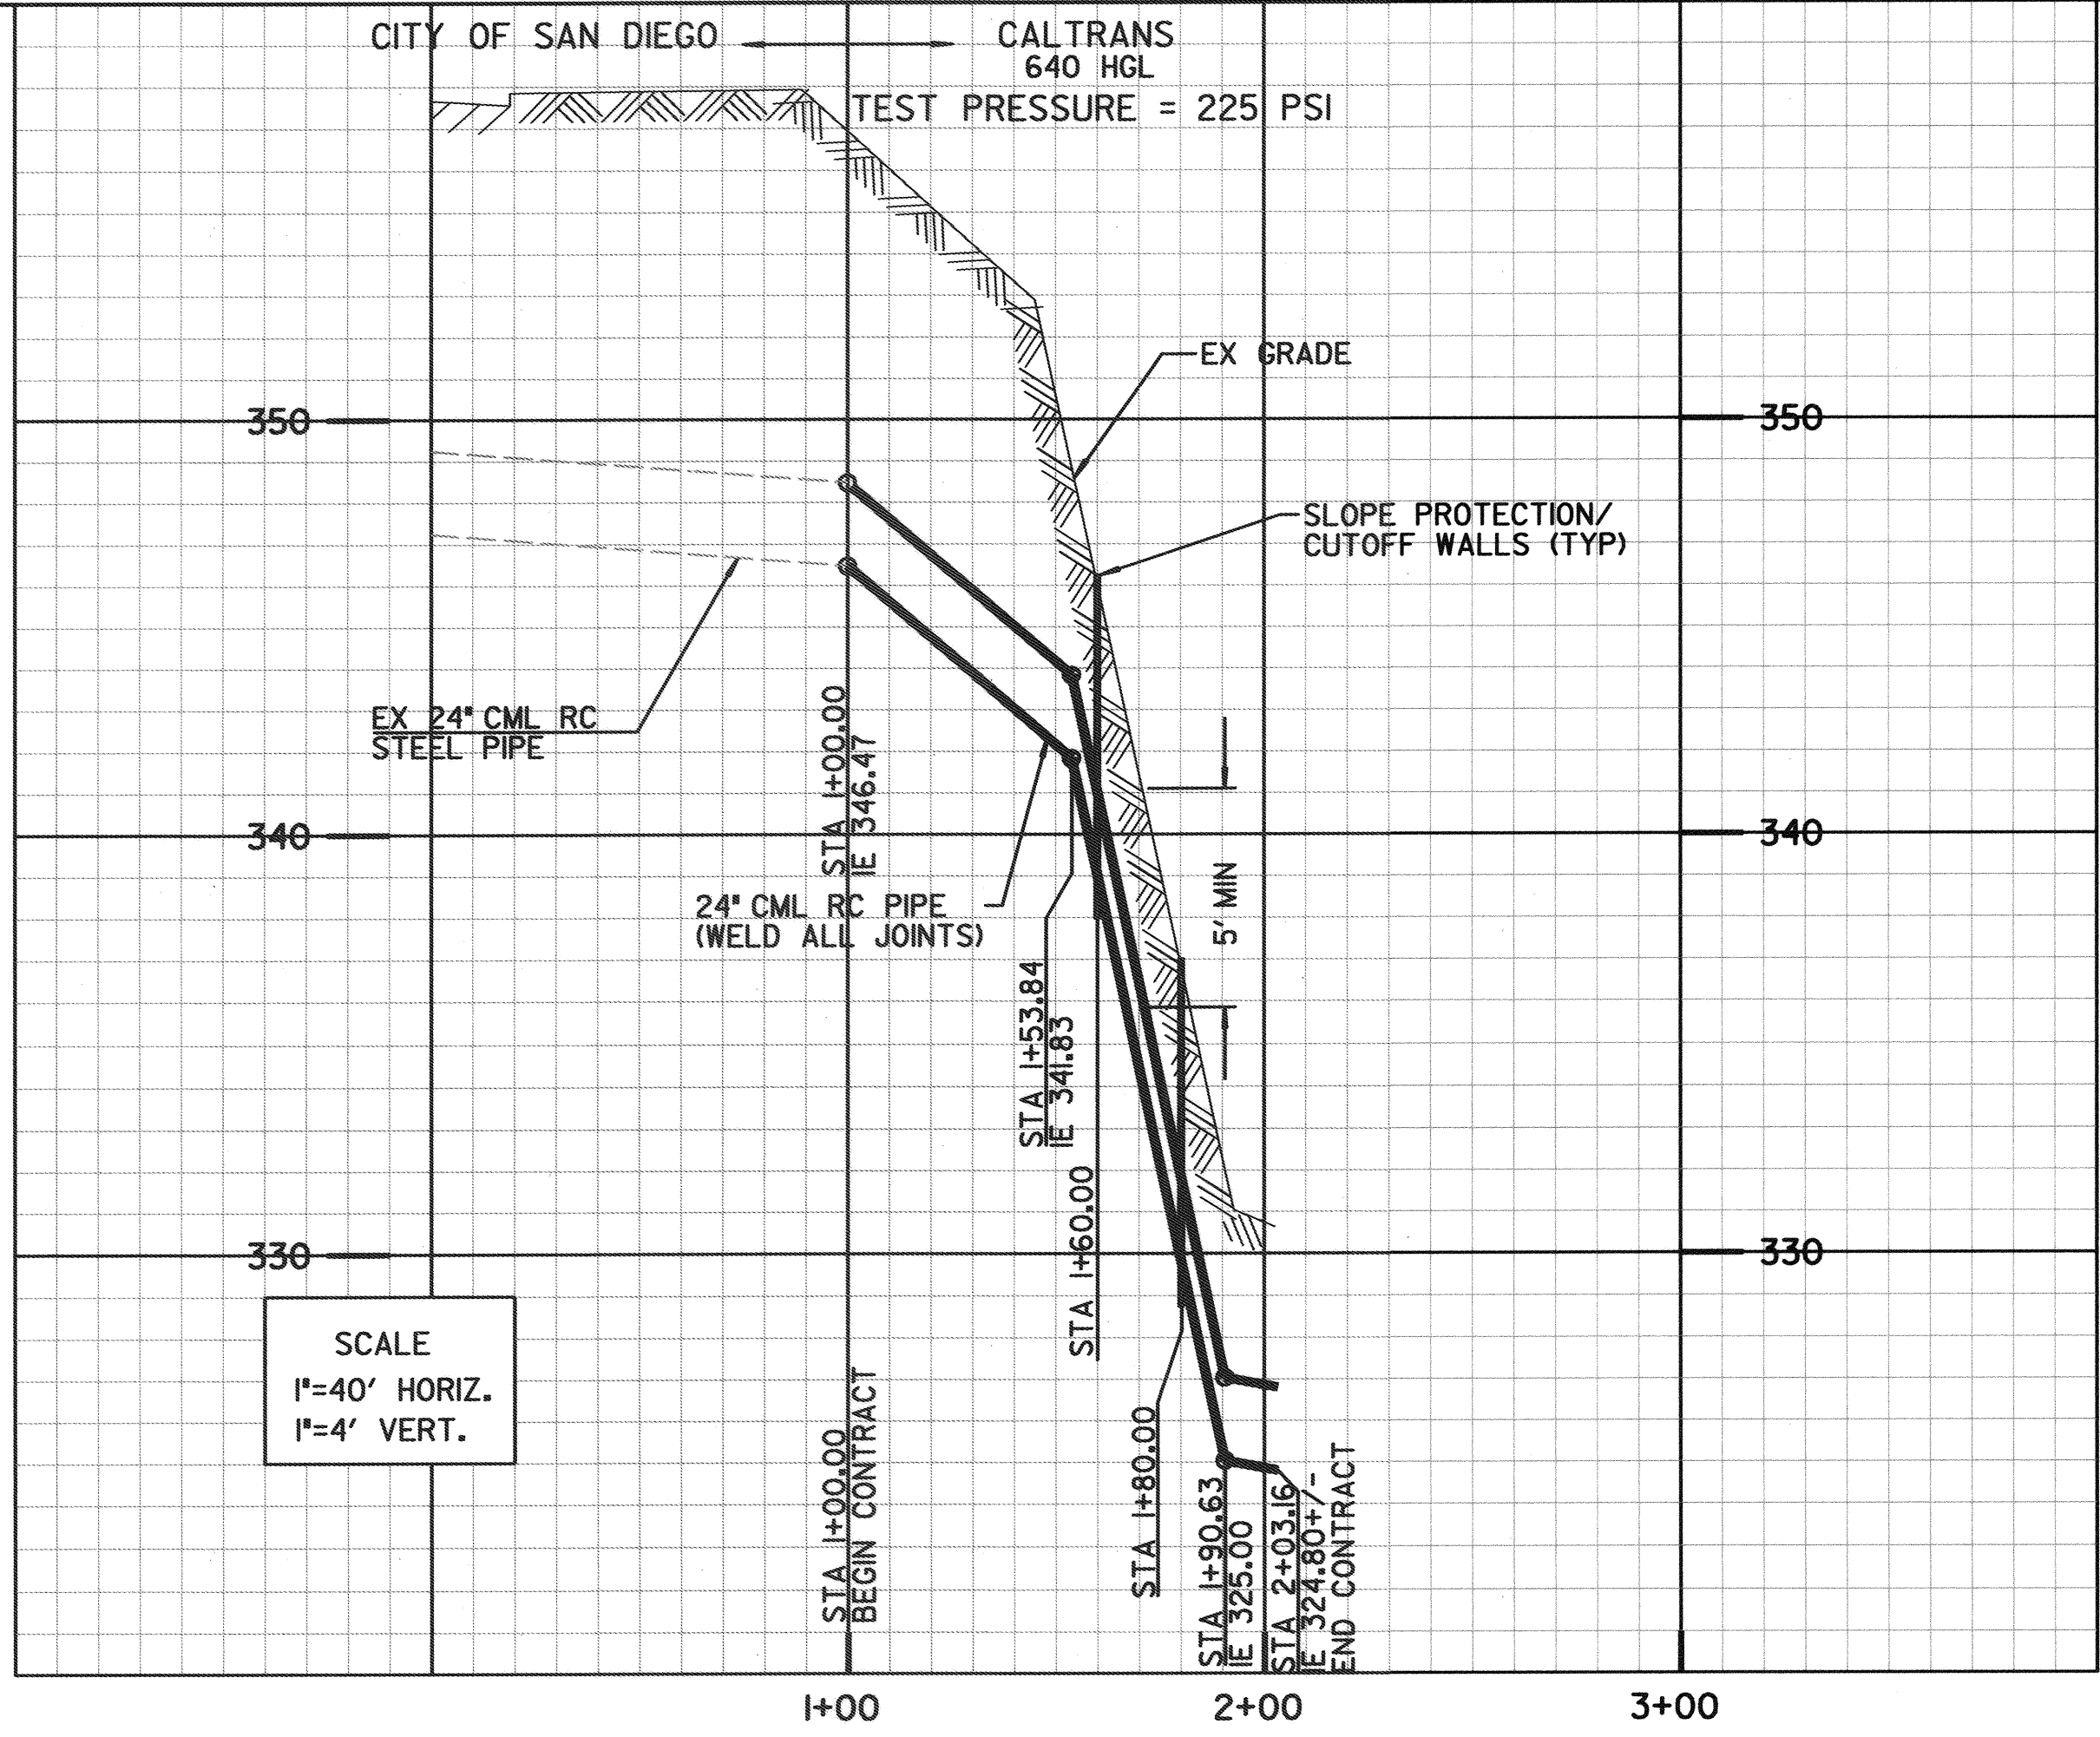 CITY OF SAN DIEGO
CALTRANS
640 HGL
TEST PRESSURE = 225 PSI
EX GRADE
350
350
SLOPE PROTECTION/
CUTOFF WALLS (TYP)
EX 24" CML RC
STEEL PIPE
STA 1+00.00
IE 346.47
340
340
24" CML RC PIPE
(WELD ALL JOINTS)
5' MIN
STA 1+53.84
IE 341.83
STA 1+60.00
330
330
SCALE
1"=40' HORIZ.
1"=4' VERT.
STA 1+00.00
BEGIN CONTRACT
STA 1+80.00
STA 1+90.63
IE 325.00
STA 2+03.16
IE 324.80+/-
END CONTRACT
1+00
2+00
3+00